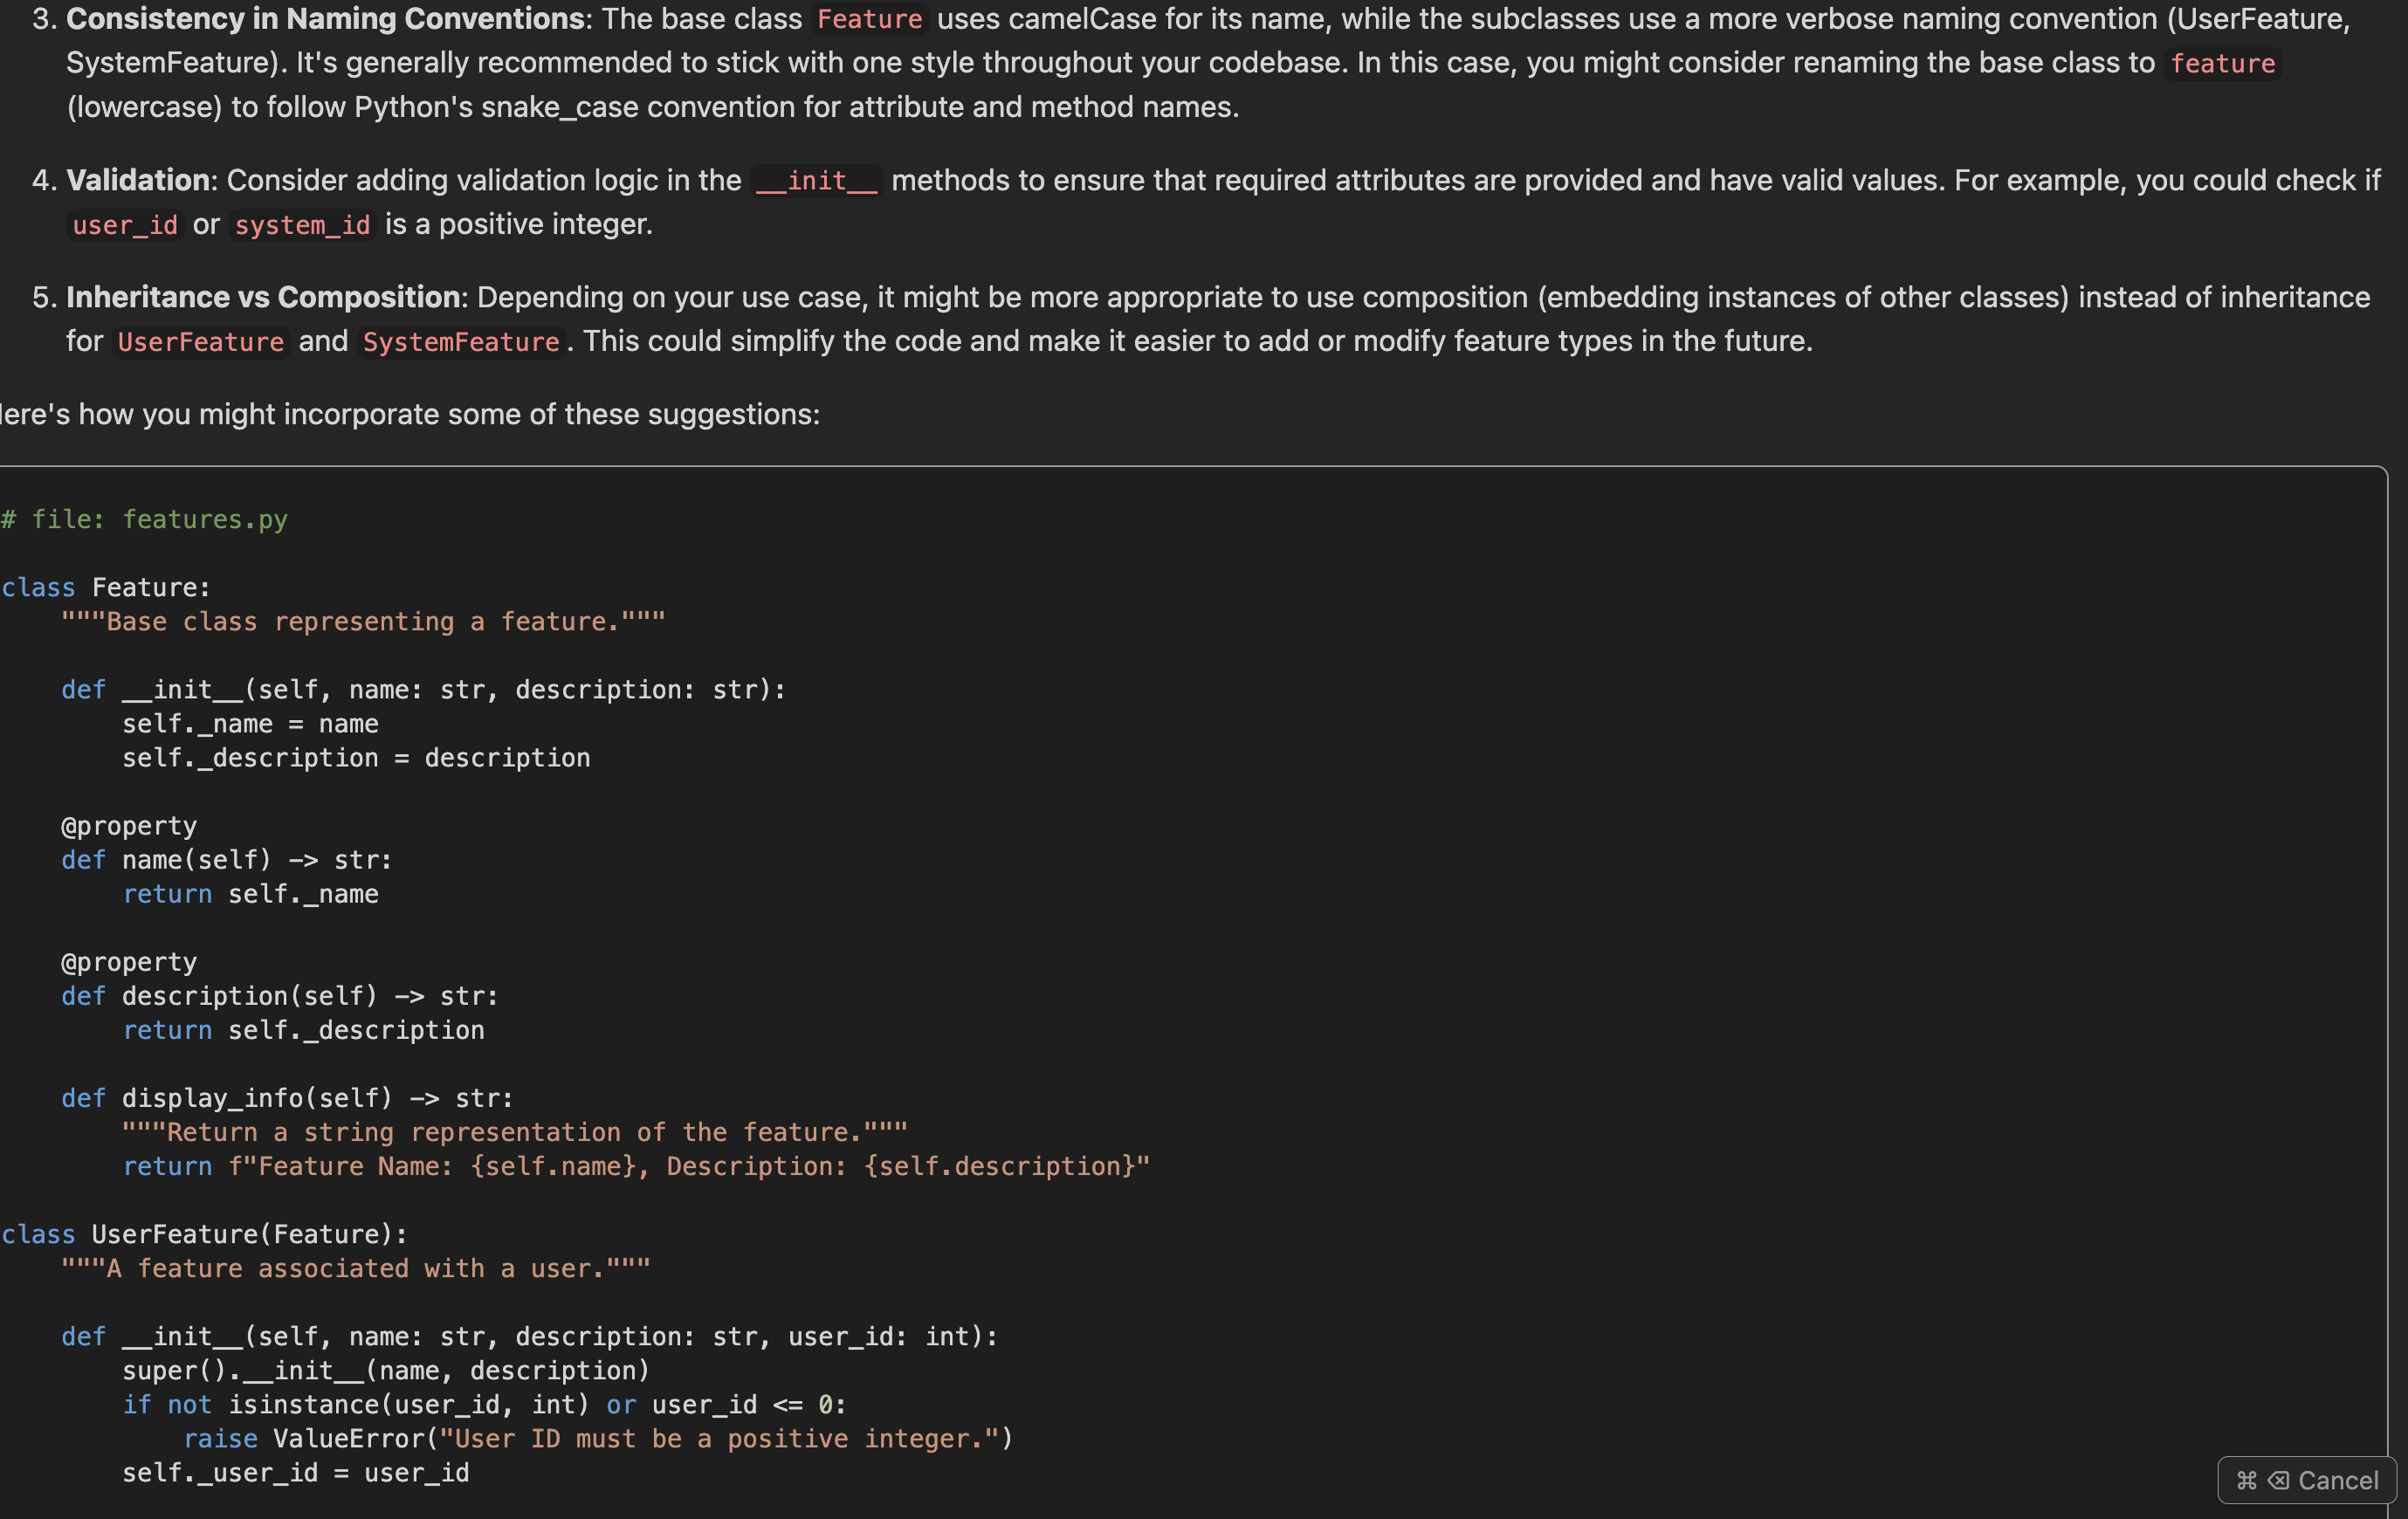 3. Consistency in Naming Conventions: The base class Feature uses camelCase for its name, while the subclasses use a more verbose naming convention (UserFeature,
SystemFeature). It's generally recommended to stick with one style throughout your codebase. In this case, you might consider renaming the base class to feature
(lowercase) to follow Python's snake_case convention for attribute and method names.
4. Validation: Consider adding validation logic in the __init__ methods to ensure that required attributes are provided and have valid values. For example, you could check if
user_id or system_id is a positive integer.
5. Inheritance vs Composition: Depending on your use case, it might be more appropriate to use composition (embedding instances of other classes) instead of inheritance
for UserFeature and SystemFeature. This could simplify the code and make it easier to add or modify feature types in the future.
ere's how you might incorporate some of these suggestions:
# file: features.py
class Feature:
    """Base class representing a feature."""
    def __init__(self, name: str, description: str):
        self._name = name
        self._description = description
    @property
    def name(self) -> str:
        return self._name
    @property
    def description(self) -> str:
        return self._description
    def display_info(self) -> str:
        """Return a string representation of the feature."""
        return f"Feature Name: {self.name}, Description: {self.description}"
class UserFeature(Feature):
    """A feature associated with a user."""
    def __init__(self, name: str, description: str, user_id: int):
        super().__init__(name, description)
        if not isinstance(user_id, int) or user_id <= 0:
            raise ValueError("User ID must be a positive integer.")
        self._user_id = user_id
⌘ ⌫ Cancel